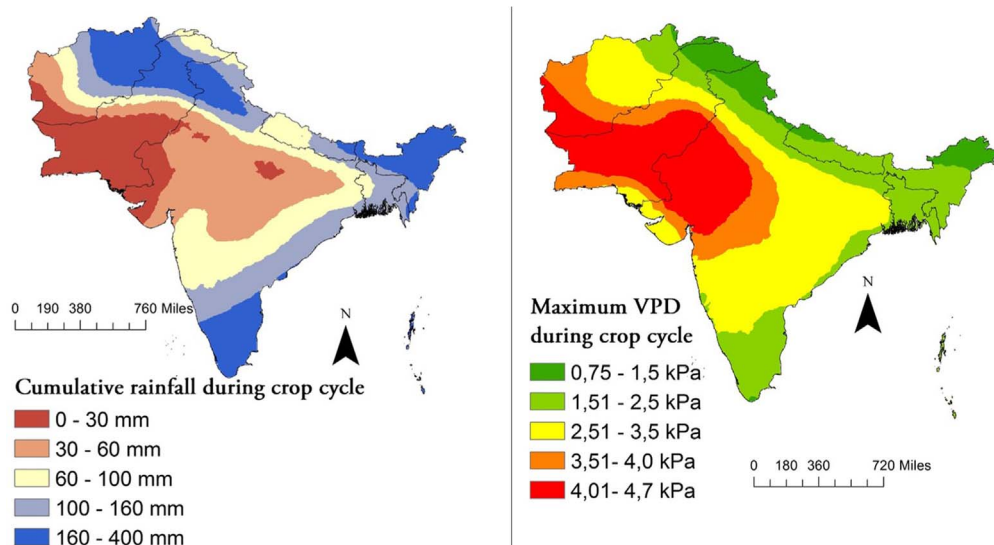 0 190 380 760 Miles
N
Cumulative rainfall during crop cycle
0 - 30 mm
30 - 60 mm
60 - 100 mm
100 - 160 mm
160 - 400 mm
N
Maximum VPD
during crop cycle
0,75 - 1,5 kPa
1,51 - 2,5 kPa
2,51 - 3,5 kPa
3,51- 4,0 kPa
4,01- 4,7 kPa
0 180 360 720 Miles